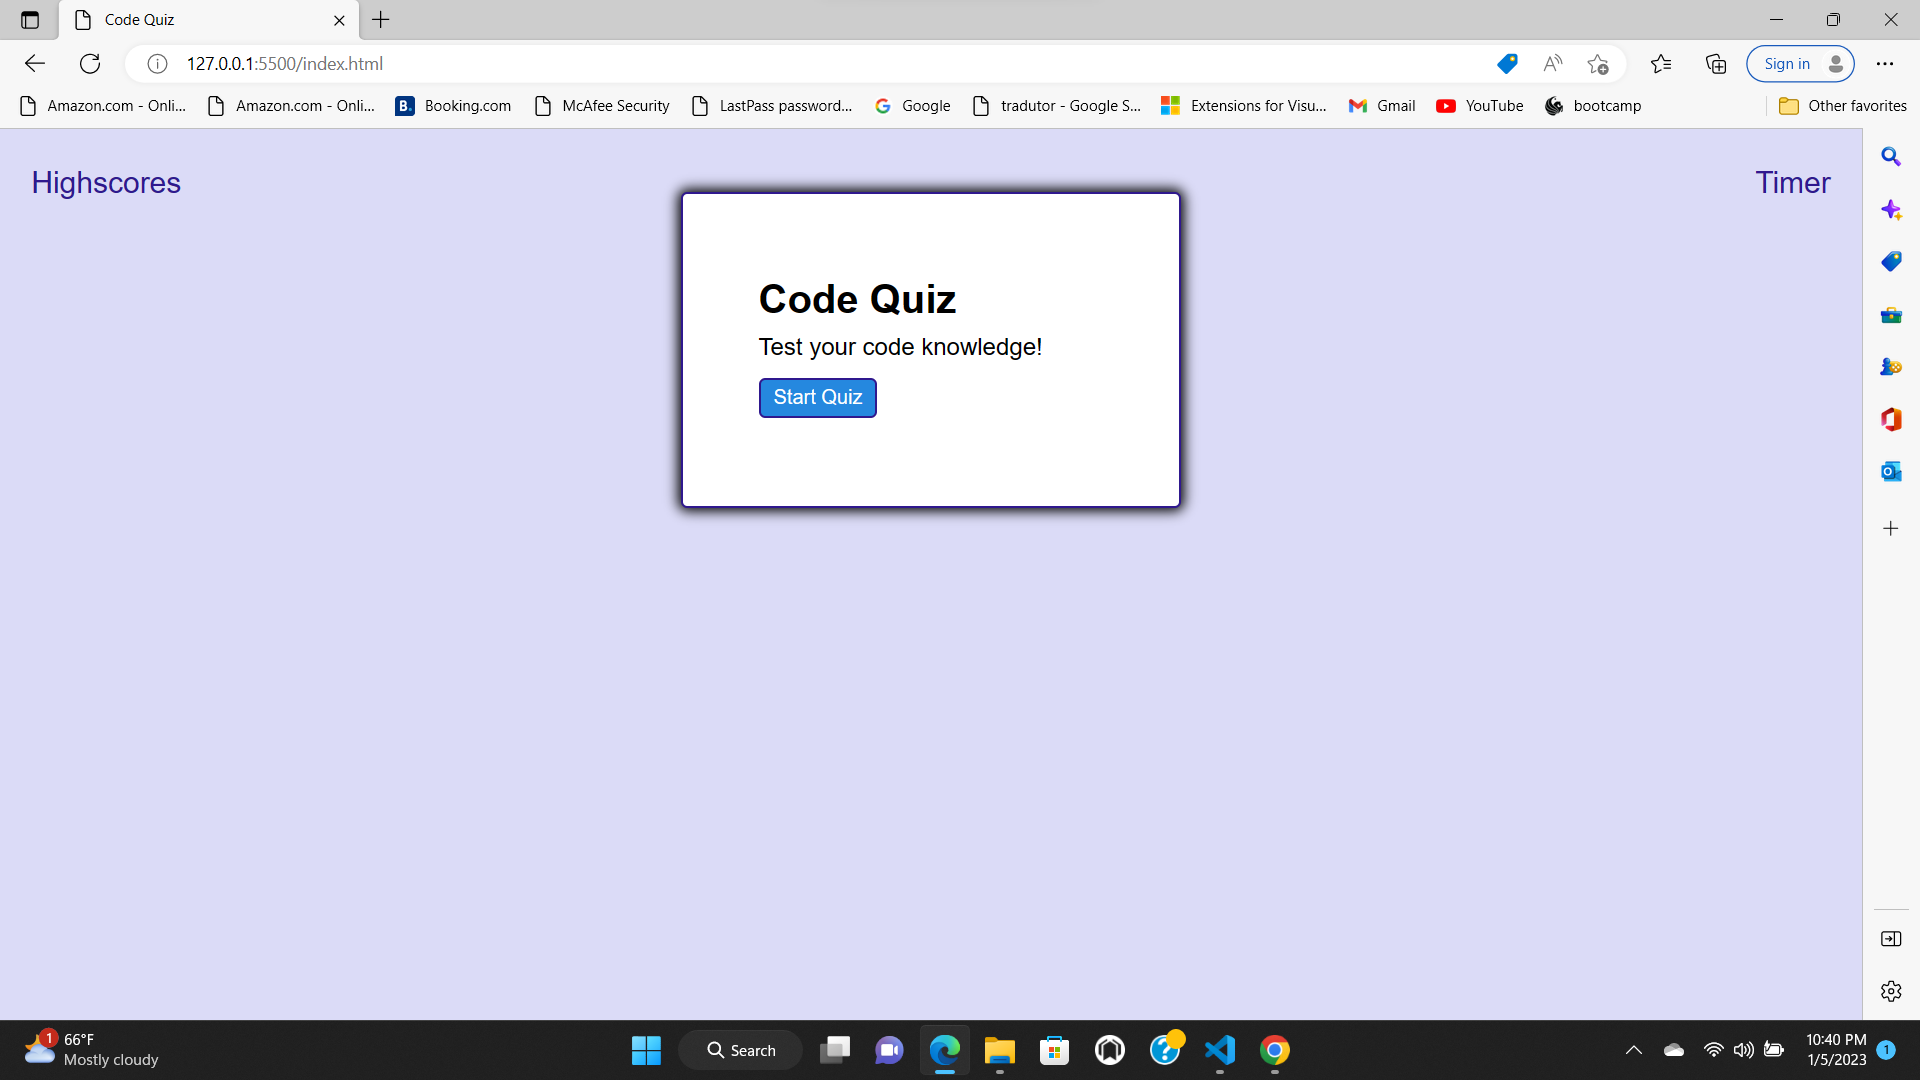 Code Quiz
127.0.0.1:5500/index.html
Sign in
Amazon.com - Onli...
Amazon.com - Onli...
B.
Booking.com
McAfee Security
LastPass password...
Google
tradutor - Google S...
Extensions for Visu...
Gmail
YouTube
bootcamp
Other favorites
Highscores
Timer
Code Quiz
Test your code knowledge!
Start Quiz
1
66°F
Mostly cloudy
Search
10:40 PM
1/5/2023
1